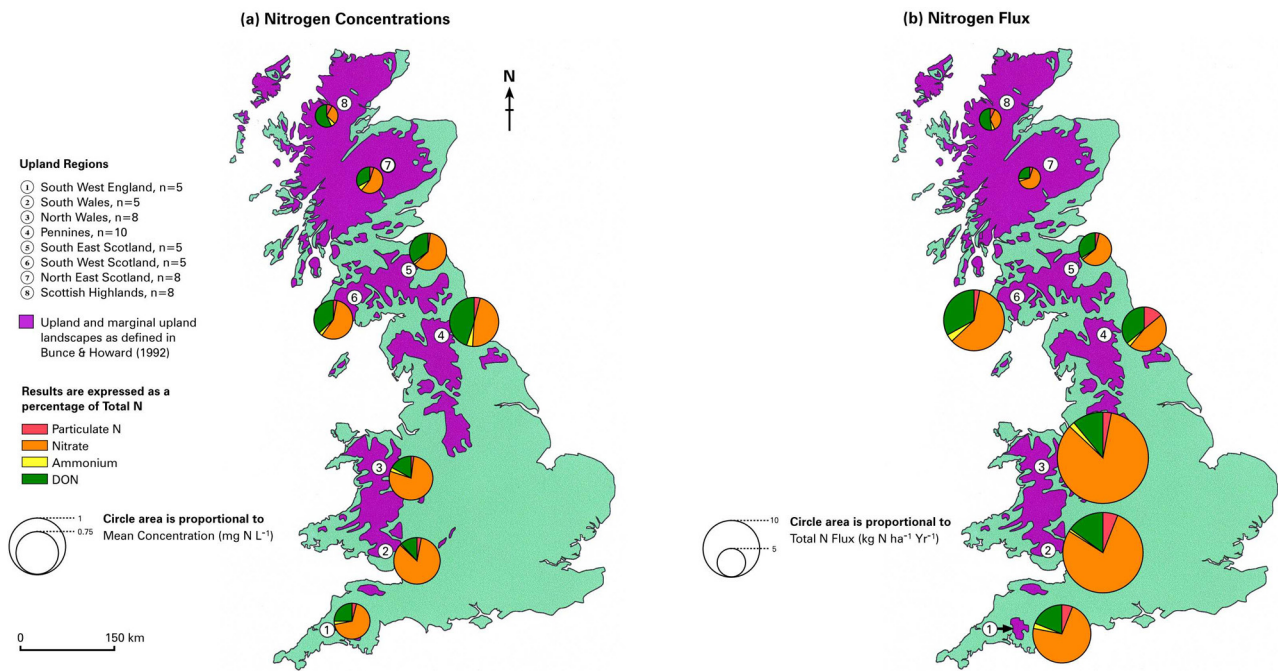 (a) Nitrogen Concentrations
(b) Nitrogen Flux
N
Upland Regions
1 South West England, n=5
2 South Wales, n=5
3 North Wales, n=8
4 Pennines, n=10
5 South East Scotland, n=5
6 South West Scotland, n=5
7 North East Scotland, n=8
8 Scottish Highlands, n=8
Upland and marginal upland
landscapes as defined in
Bunce & Howard (1992)
Results are expressed as a
percentage of Total N
Particulate N
Nitrate
Ammonium
DON
1
0.75
Circle area is proportional to
Mean Concentration (mg N L⁻¹)
0 150 km
8
7
5
6
4
3
2
1
10
5
Circle area is proportional to
Total N Flux (kg N ha⁻¹ Yr⁻¹)
8
7
5
6
4
3
2
1